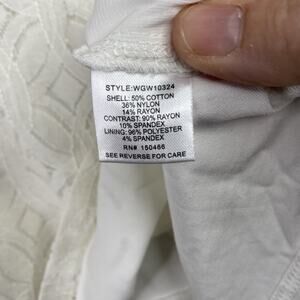 STYLE:WGW10324
SHELL: 50% COTTON
36% NYLON
14% RAYON
CONTRAST: 90% RAYON
10% SPANDEX
LINING: 96% POLYESTER
4% SPANDEX
RN# 150466
SEE REVERSE FOR CARE